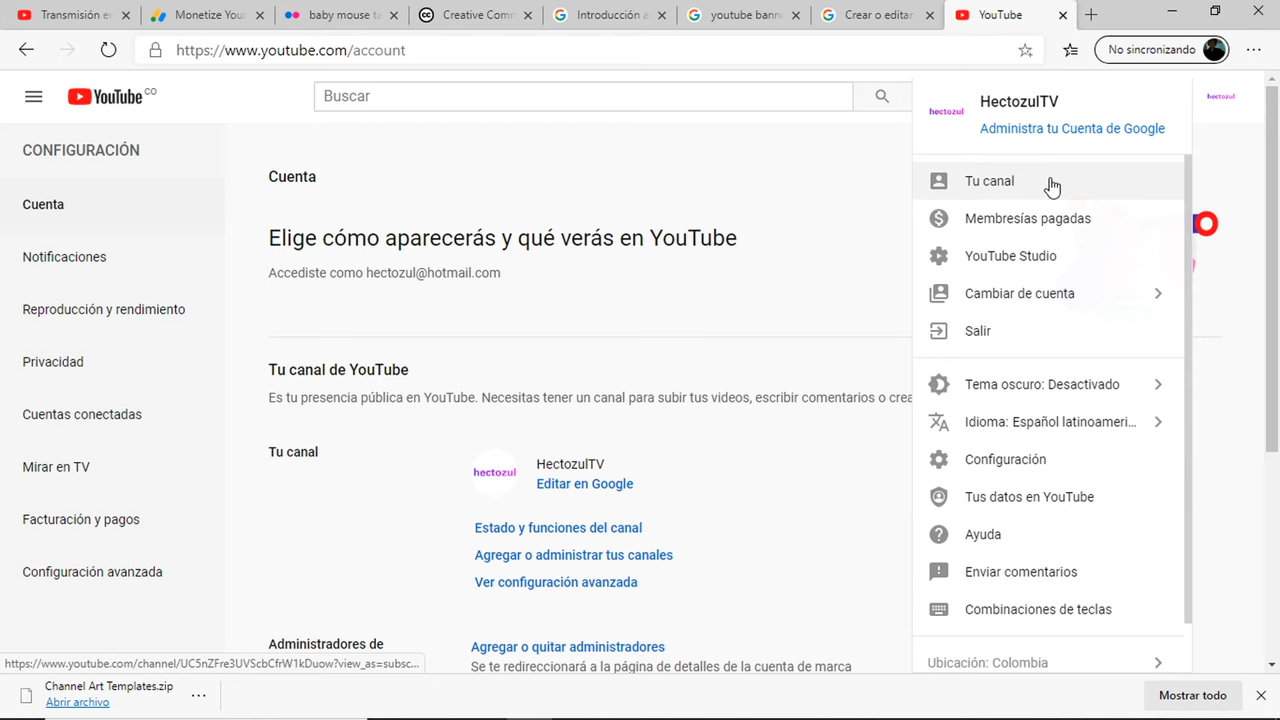 Transmisión en
Monetize You
baby mouse ta
Creative Com
Introducción a
youtube bann
Crear o editar
YouTube
https://www.youtube.com/account
No sincronizando
YouTube CO
Buscar
hectozul
HectozulTV
Administra tu Cuenta de Google
hectozul
CONFIGURACIÓN
Cuenta
Notificaciones
Reproducción y rendimiento
Privacidad
Cuentas conectadas
Mirar en TV
Facturación y pagos
Configuración avanzada
Cuenta
Elige cómo aparecerás y qué verás en YouTube
Accediste como hectozul@hotmail.com
Tu canal de YouTube
Es tu presencia pública en YouTube. Necesitas tener un canal para subir tus videos, escribir comentarios o crea
Tu canal
hectozul
HectozulTV
Editar en Google
Estado y funciones del canal
Agregar o administrar tus canales
Ver configuración avanzada
Administradores de
Agregar o quitar administradores
Se te redireccionará a la página de detalles de la cuenta de marca
Tu canal
Membresías pagadas
YouTube Studio
Cambiar de cuenta
Salir
Tema oscuro: Desactivado
Idioma: Español latinoameri...
Configuración
Tus datos en YouTube
Ayuda
Enviar comentarios
Combinaciones de teclas
Ubicación: Colombia
https://www.youtube.com/channel/UC5nZFre3UVScbCfrW1kDuow?view_as=subsc...
Channel Art Templates.zip
Abrir archivo
Mostrar todo